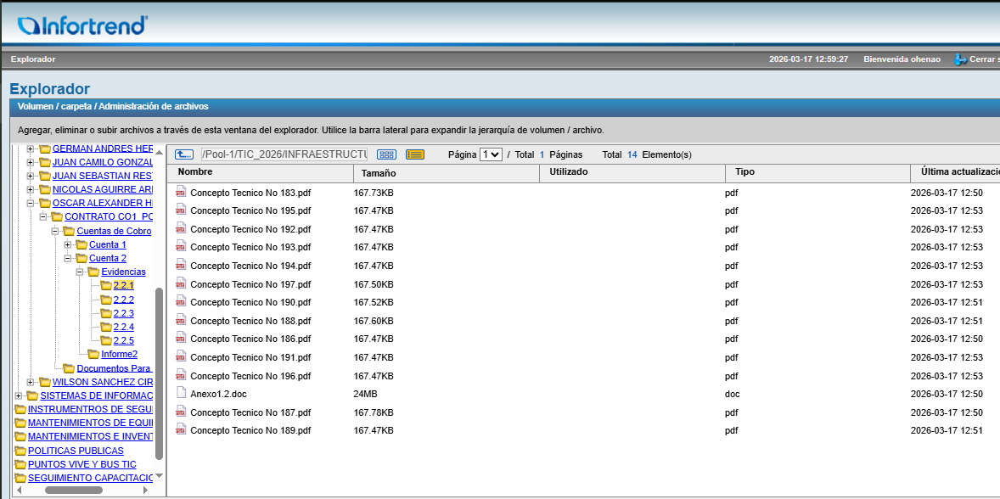 Infortrend
Explorador 2026-03-17 12:59:27 Bienvenida ohenao Cerrar s
Explorador
Volumen / carpeta / Administración de archivos
Agregar, eliminar o subir archivos a través de esta ventana del explorador. Utilice la barra lateral para expandir la jerarquía de volumen / archivo.
GERMAN ANDRES HER
JUAN CAMILO GONZAL
JUAN SEBASTIAN RES
NICOLAS AGUIRRE AR
OSCAR ALEXANDER H
CONTRATO CO1_PC
Cuentas de Cobro
Cuenta 1
Cuenta 2
Evidencias
2.2.1
2.2.2
2.2.3
2.2.4
2.2.5
Informe2
Documentos Para
WILSON SANCHEZ CIR
SISTEMAS DE INFORMAC
INSTRUMENTROS DE SEGU
MANTENIMIENTOS DE EQUI
MANTENIMIENTOS E INVENT
POLITICAS PUBLICAS
PUNTOS VIVE Y BUS TIC
SEGUIMIENTO CAPACITACIO
/Pool-1/TIC_2026/INFRAESTRUCTU Página 1 / Total 1 Páginas Total 14 Elemento(s)
Nombre Tamaño Utilizado Tipo Última actualizació
Concepto Tecnico No 183.pdf 167.73KB pdf 2026-03-17 12:50
Concepto Tecnico No 195.pdf 167.47KB pdf 2026-03-17 12:53
Concepto Tecnico No 192.pdf 167.47KB pdf 2026-03-17 12:53
Concepto Tecnico No 193.pdf 167.47KB pdf 2026-03-17 12:53
Concepto Tecnico No 194.pdf 167.47KB pdf 2026-03-17 12:53
Concepto Tecnico No 197.pdf 167.50KB pdf 2026-03-17 12:53
Concepto Tecnico No 190.pdf 167.52KB pdf 2026-03-17 12:51
Concepto Tecnico No 188.pdf 167.60KB pdf 2026-03-17 12:51
Concepto Tecnico No 186.pdf 167.47KB pdf 2026-03-17 12:50
Concepto Tecnico No 191.pdf 167.47KB pdf 2026-03-17 12:53
Concepto Tecnico No 196.pdf 167.47KB pdf 2026-03-17 12:53
Anexo1.2.doc 24MB doc 2026-03-17 12:50
Concepto Tecnico No 187.pdf 167.78KB pdf 2026-03-17 12:50
Concepto Tecnico No 189.pdf 167.47KB pdf 2026-03-17 12:51